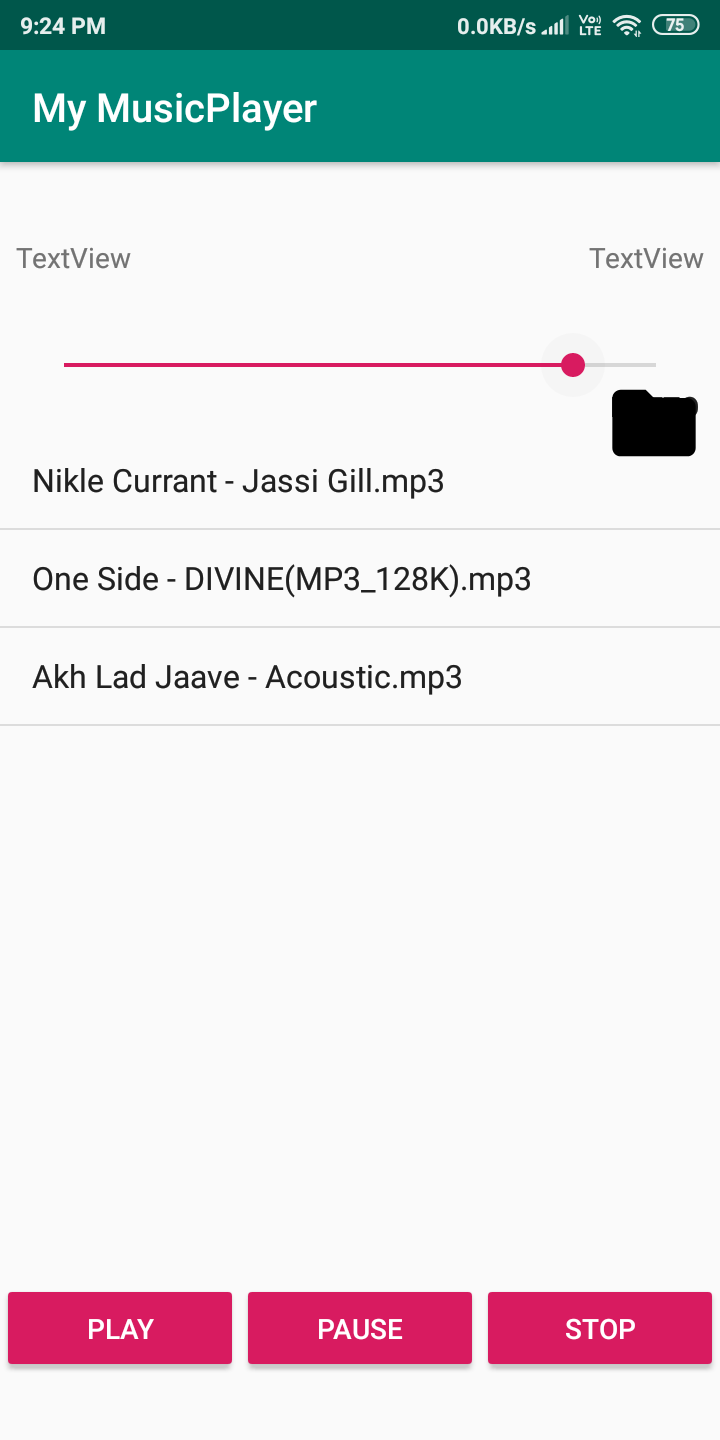 9:24 PM 0.0KB/s Vo) LTE 75
My MusicPlayer
TextView TextView
Nikle Currant - Jassi Gill.mp3
One Side - DIVINE(MP3_128K).mp3
Akh Lad Jaave - Acoustic.mp3
PLAY PAUSE STOP